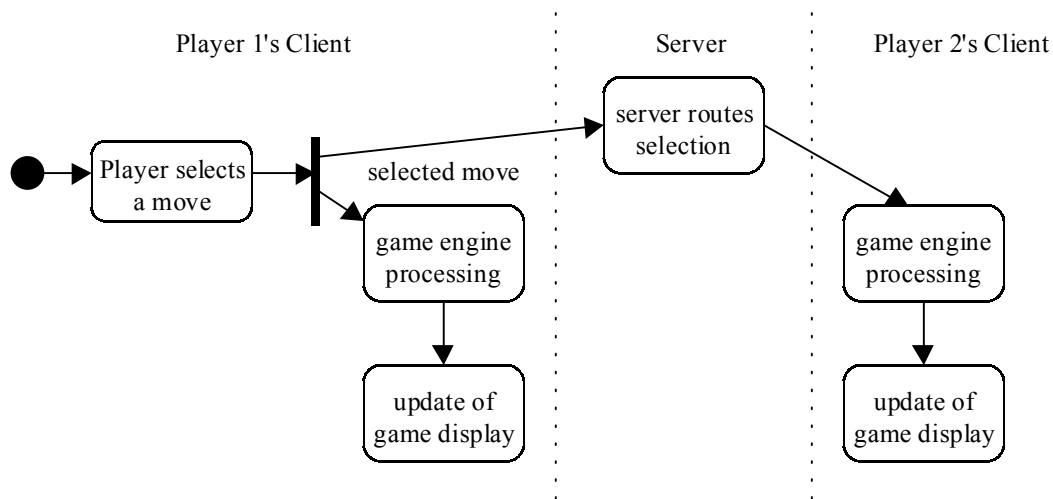 Player 1's Client
Server
Player 2's Client
Player selects
a move
selected move
server routes
selection
game engine
processing
game engine
processing
update of
game display
update of
game display